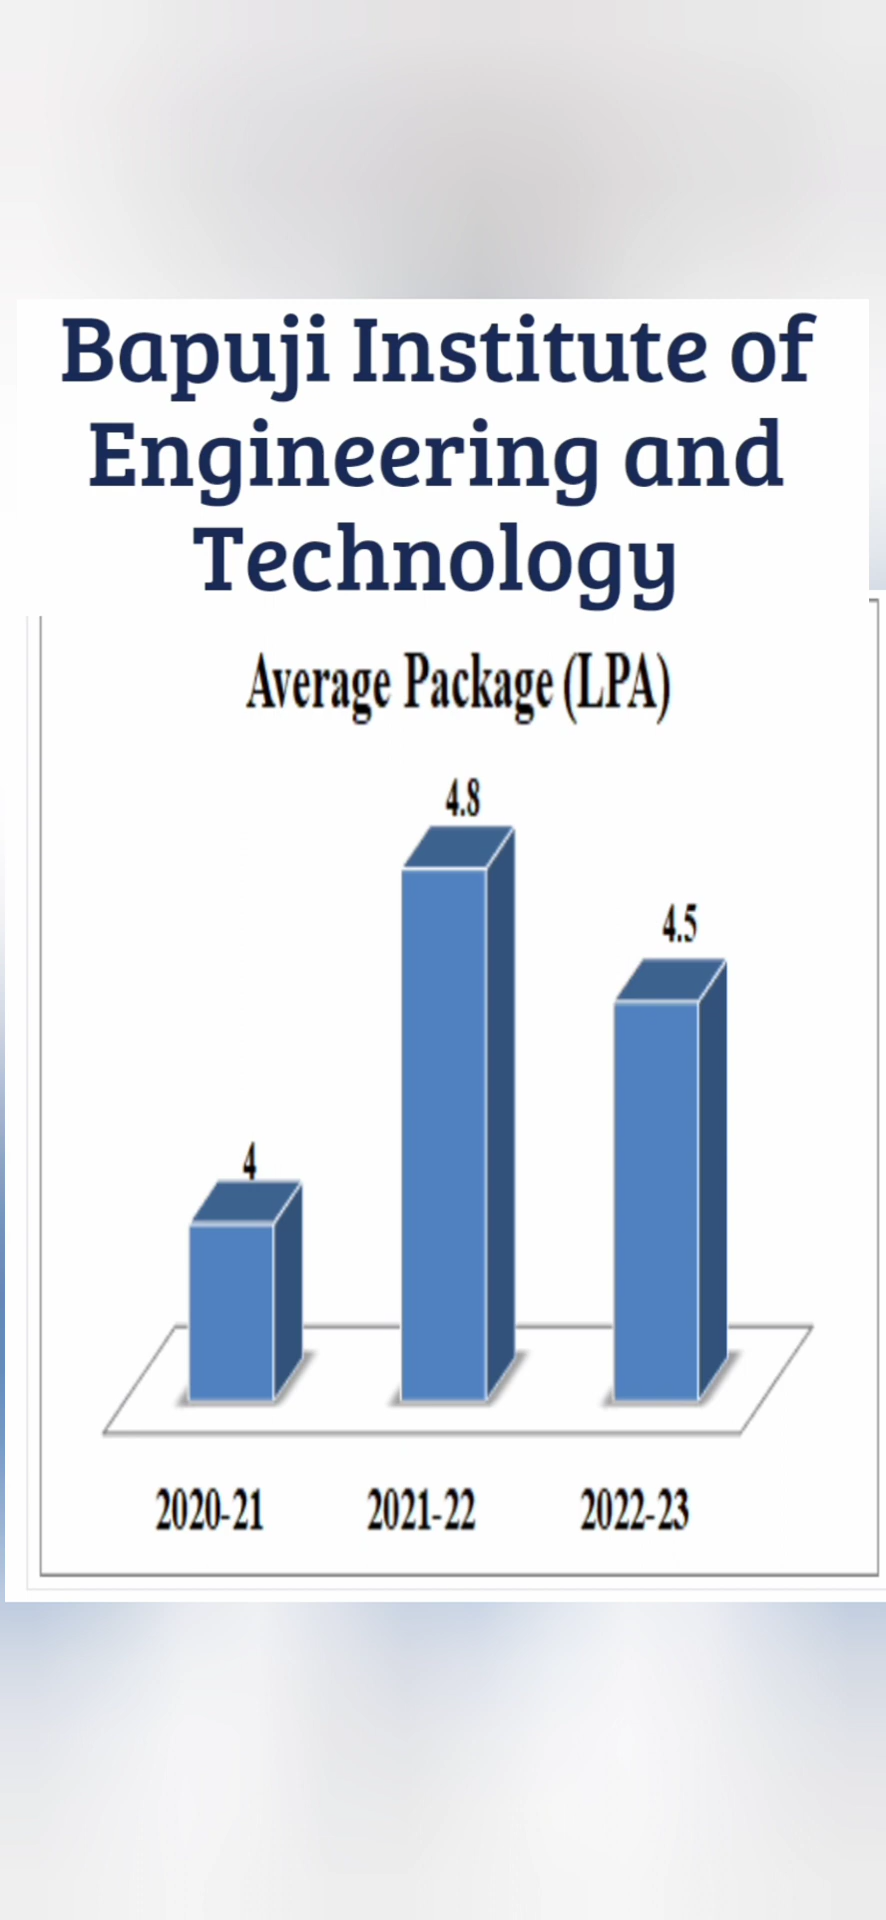 Bapuji Institute of
Engineering and
Technology
Average Package (LPA)
4.8
4.5
4
2020-21 2021-22 2022-23